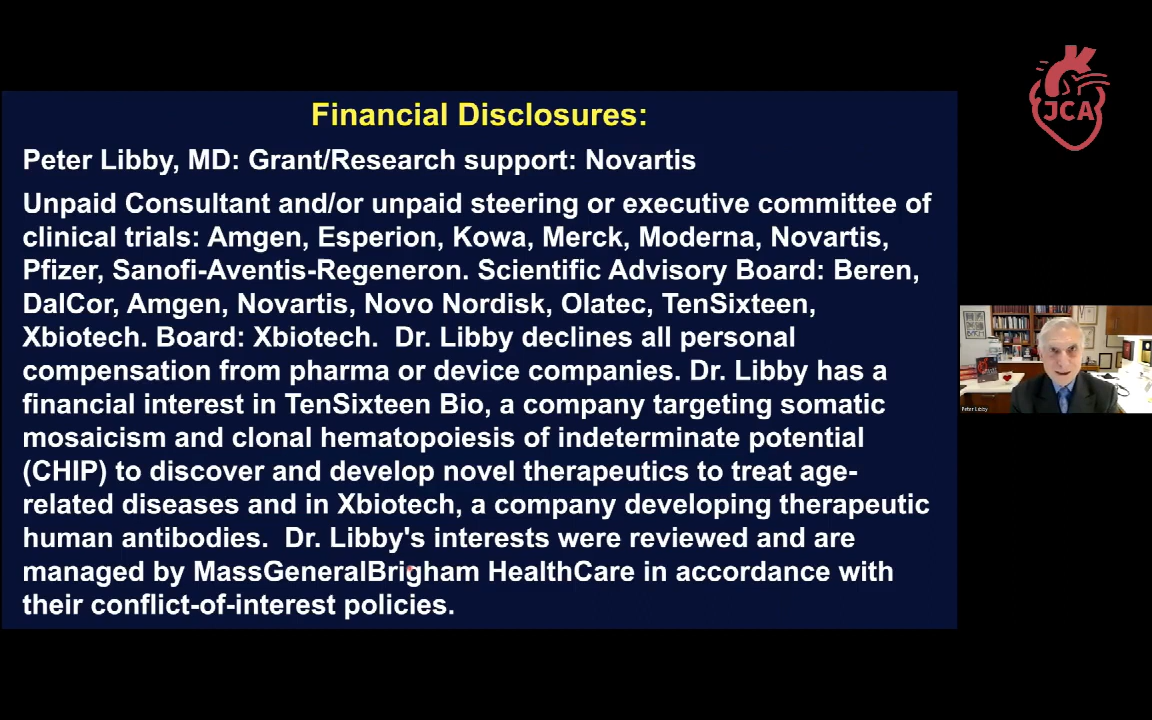 Financial Disclosures:
Peter Libby, MD: Grant/Research support: Novartis
Unpaid Consultant and/or unpaid steering or executive committee of
clinical trials: Amgen, Esperion, Kowa, Merck, Moderna, Novartis,
Pfizer, Sanofi-Aventis-Regeneron. Scientific Advisory Board: Beren,
DalCor, Amgen, Novartis, Novo Nordisk, Olatec, TenSixteen,
Xbiotech. Board: Xbiotech.  Dr. Libby declines all personal
compensation from pharma or device companies. Dr. Libby has a
financial interest in TenSixteen Bio, a company targeting somatic
mosaicism and clonal hematopoiesis of indeterminate potential
(CHIP) to discover and develop novel therapeutics to treat age-
related diseases and in Xbiotech, a company developing therapeutic
human antibodies.  Dr. Libby's interests were reviewed and are
managed by MassGeneralBrigham HealthCare in accordance with
their conflict-of-interest policies.
JCA
Peter Libby